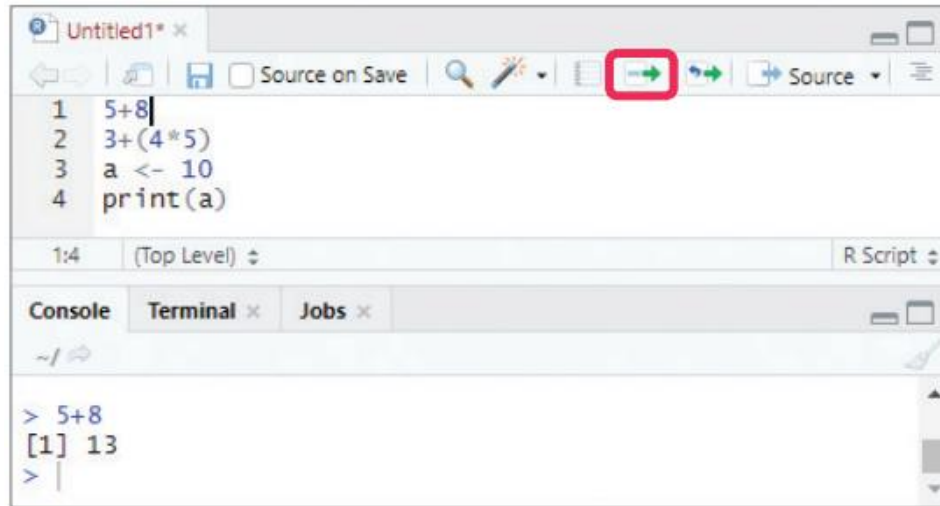 Untitled1*
Source on Save Source
1 5+8
2 3+(4*5)
3 a <- 10
4 print(a)
1:4 (Top Level) R Script
Console Terminal Jobs
~/
> 5+8
[1] 13
>